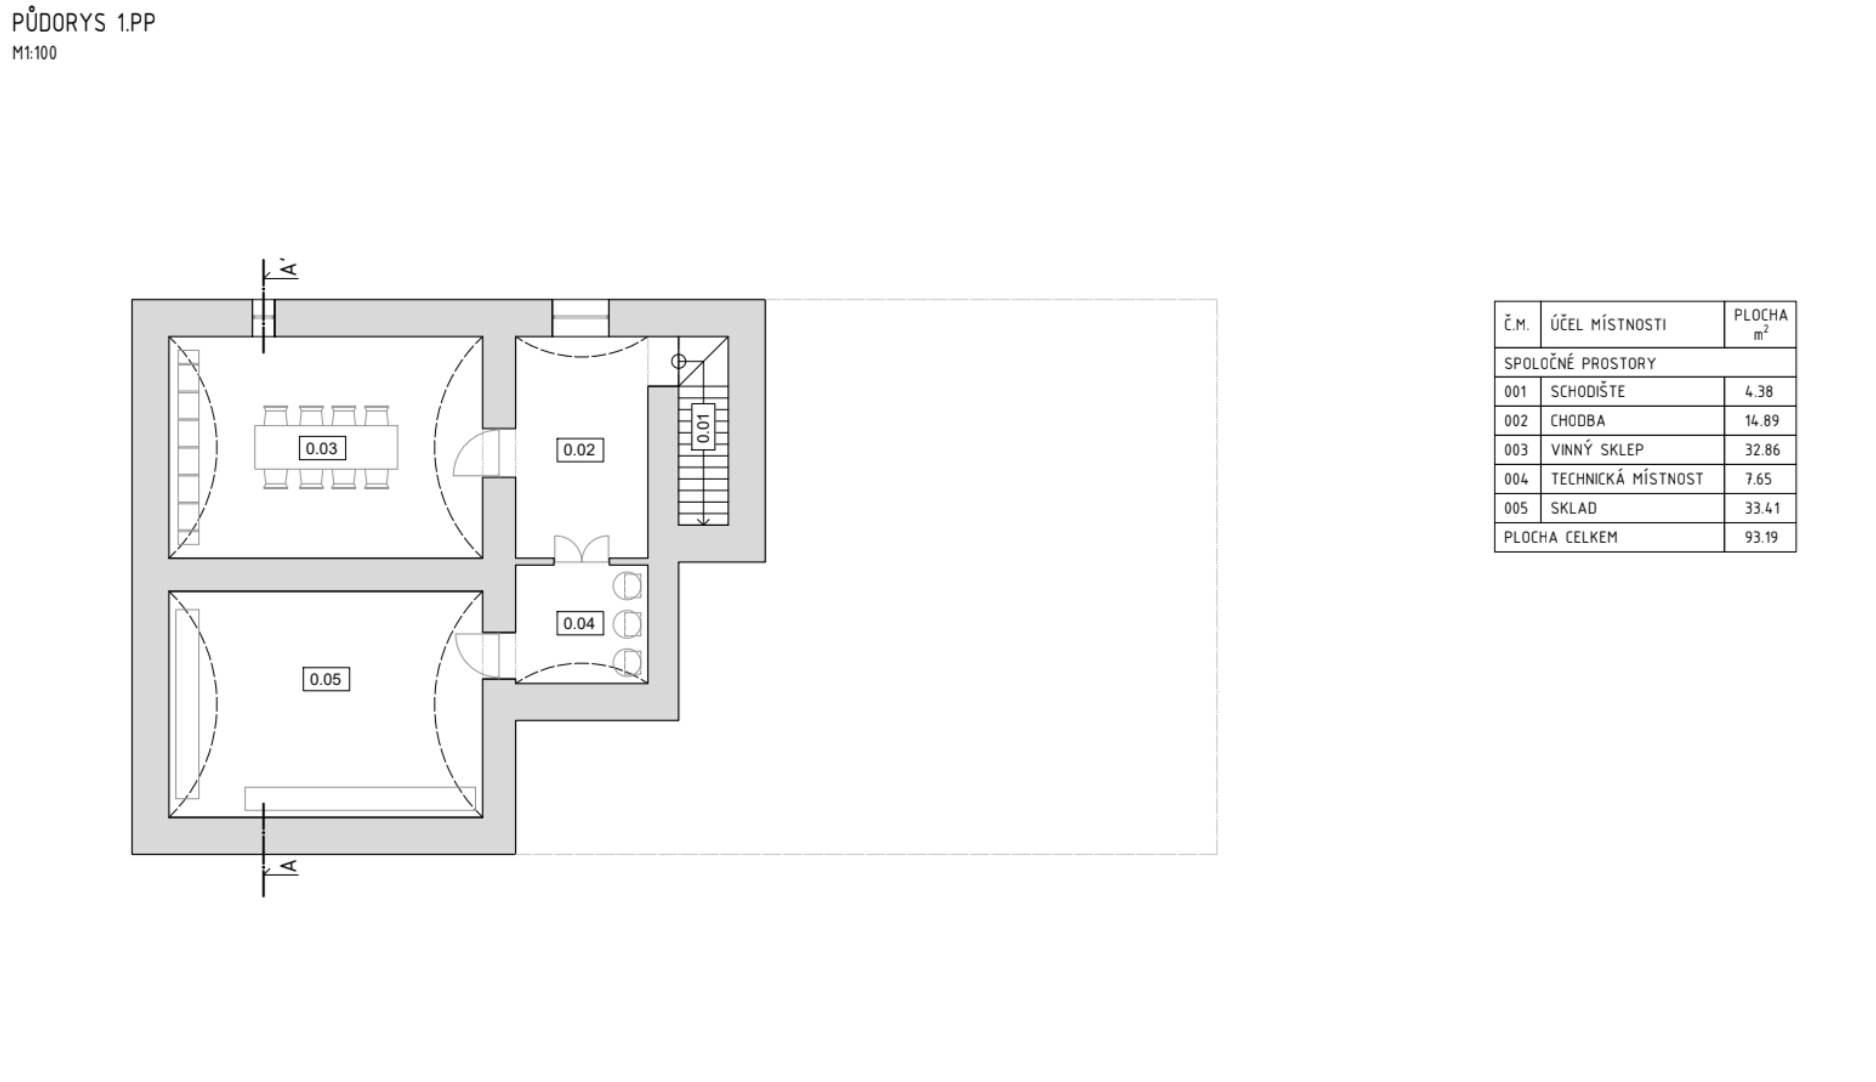 PŮDORYS 1.PP
M1:100
A'
0.01
0.03
0.02
0.04
0.05
A
Č.M. ÚČEL MÍSTNOSTI PLOCHA m²
SPOLOČNÉ PROSTORY
001 SCHODIŠTE 4.38
002 CHODBA 14.89
003 VINNÝ SKLEP 32.86
004 TECHNICKÁ MÍSTNOST 7.65
005 SKLAD 33.41
PLOCHA CELKEM 93.19